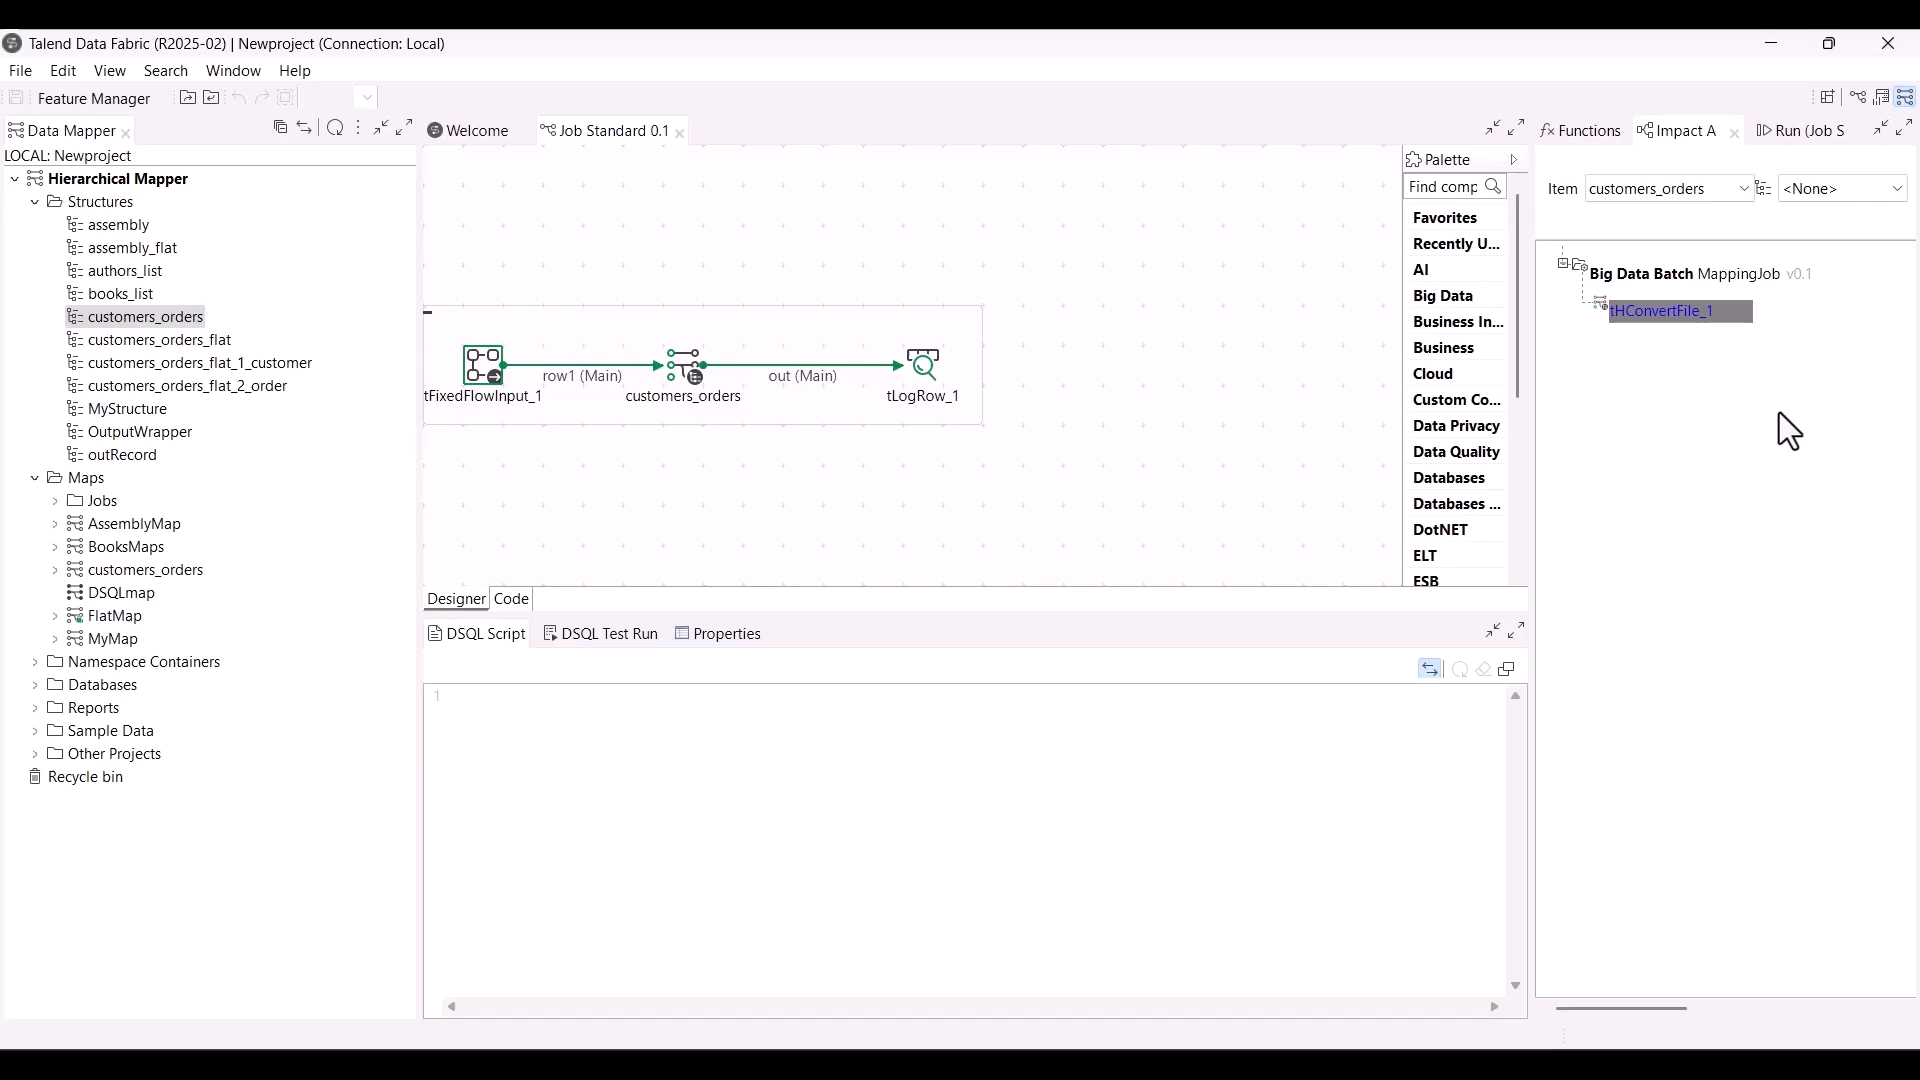 Talend Data Fabric (R2025-02) | Newproject (Connection: Local)
File Edit View Search Window Help
Feature Manager
Data Mapper
LOCAL: Newproject
Hierarchical Mapper
Structures
assembly
assembly_flat
authors_list
books_list
customers_orders
customers_orders_flat
customers_orders_flat_1_customer
customers_orders_flat_2_order
MyStructure
OutputWrapper
outRecord
Maps
Jobs
AssemblyMap
BooksMaps
customers_orders
DSQLmap
FlatMap
MyMap
Namespace Containers
Databases
Reports
Sample Data
Other Projects
Recycle bin
Welcome
Job Standard 0.1
row1 (Main)
out (Main)
tFixedFlowInput_1
customers_orders
tLogRow_1
Designer
Code
Palette
Find comp
Favorites
Recently U...
AI
Big Data
Business In...
Business
Cloud
Custom Co...
Data Privacy
Data Quality
Databases
Databases ...
DotNET
ELT
ESB
DSQL Script
DSQL Test Run
Properties
1
Functions
Impact A
Run (Job S
Item
customers_orders
<None>
Big Data Batch MappingJob v0.1
tHConvertFile_1